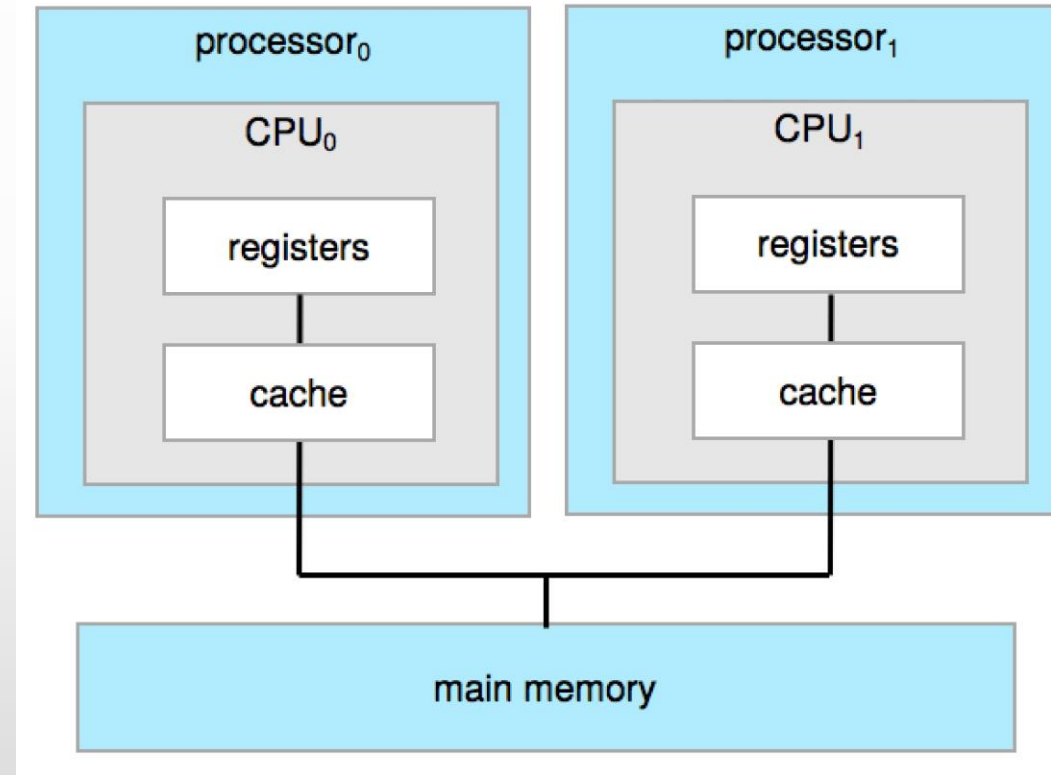 processor₀
CPU₀
registers
cache
processor₁
CPU₁
registers
cache
main memory